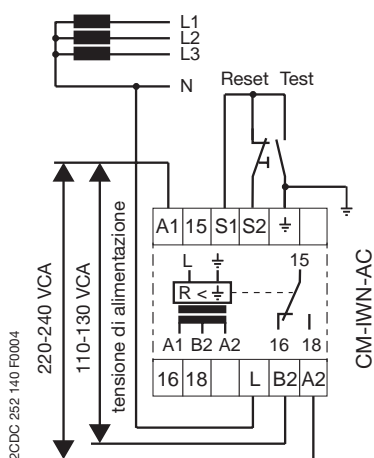 L1
L2
L3
N
Reset Test
A1 15 S1 S2
L 15
R <
A1 B2 A2 16 18
16 18 L B2 A2
220-240 VCA
110-130 VCA
tensione di alimentazione
CM-IWN-AC
2CDC 252 140 F0004